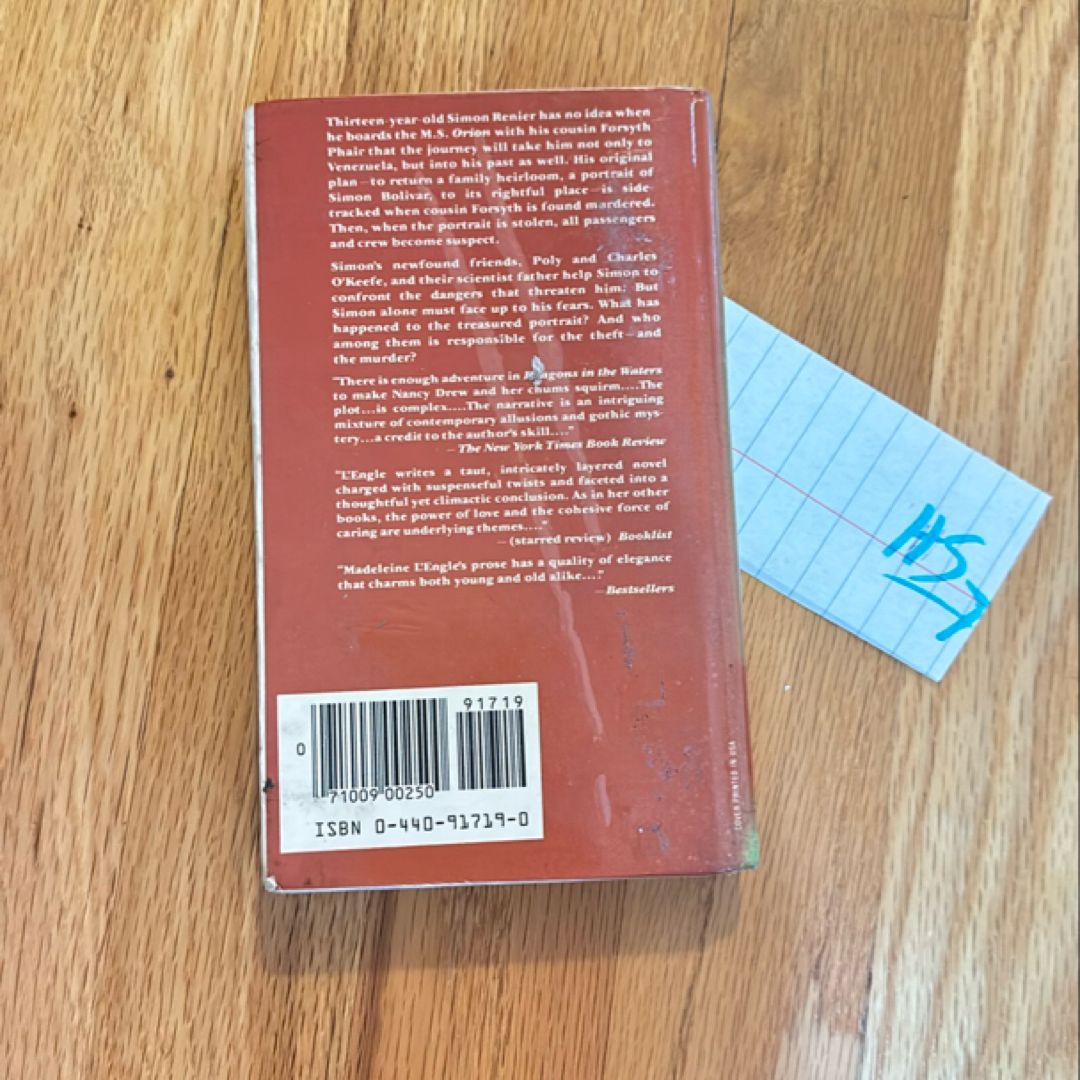 Thirteen-year-old Simon Renier has no idea when
he boards the M.S. Orion with his cousin Forsyth
Phair that the journey will take him not only to
Venezuela, but into his past as well. His original
plan—to return a family heirloom, a portrait of
Simon Bolivar, to its rightful place—is side-
tracked when cousin Forsyth is found murdered.
Then, when the portrait is stolen, all passengers
and crew become suspect.
Simon's newfound friends, Poly and Charles
O'Keefe, and their scientist father help Simon to
confront the dangers that threaten him. But
Simon alone must face up to his fears. What has
happened to the treasured portrait? And who
among them is responsible for the theft—and
the murder?
"There is enough adventure in Dragons in the Waters
to make Nancy Drew and her chums squirm....The
plot...is complex....The narrative is an intriguing
mixture of contemporary allusions and gothic mys-
tery...a credit to the author's skill...."
—The New York Times Book Review
"L'Engle writes a taut, intricately layered novel
charged with suspenseful twists and faceted into a
thoughtful yet climactic conclusion. As in her other
books, the power of love and the cohesive force of
caring are underlying themes...."
—(starred review) Booklist
"Madeleine L'Engle's prose has a quality of elegance
that charms both young and old alike...."
—Bestsellers
91719
0
71009 00250
ISBN 0-440-91719-0
COVER PRINTED IN USA
HS7